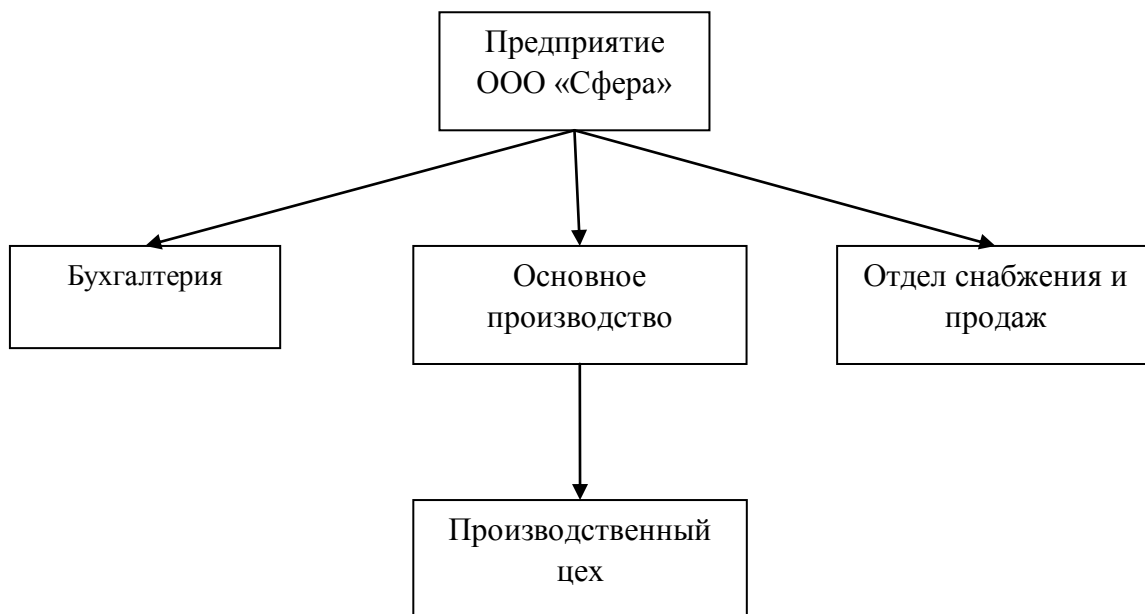 Предприятие
ООО «Сфера»
Бухгалтерия
Основное
производство
Отдел снабжения и
продаж
Производственный
цех